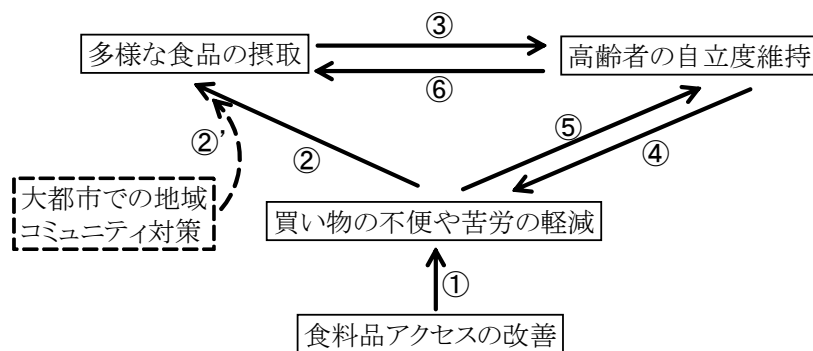 ③
多様な食品の摂取
高齢者の自立度維持
⑥
②’
②
⑤
④
大都市での地域
コミュニティ対策
買い物の不便や苦労の軽減
①
食料品アクセスの改善